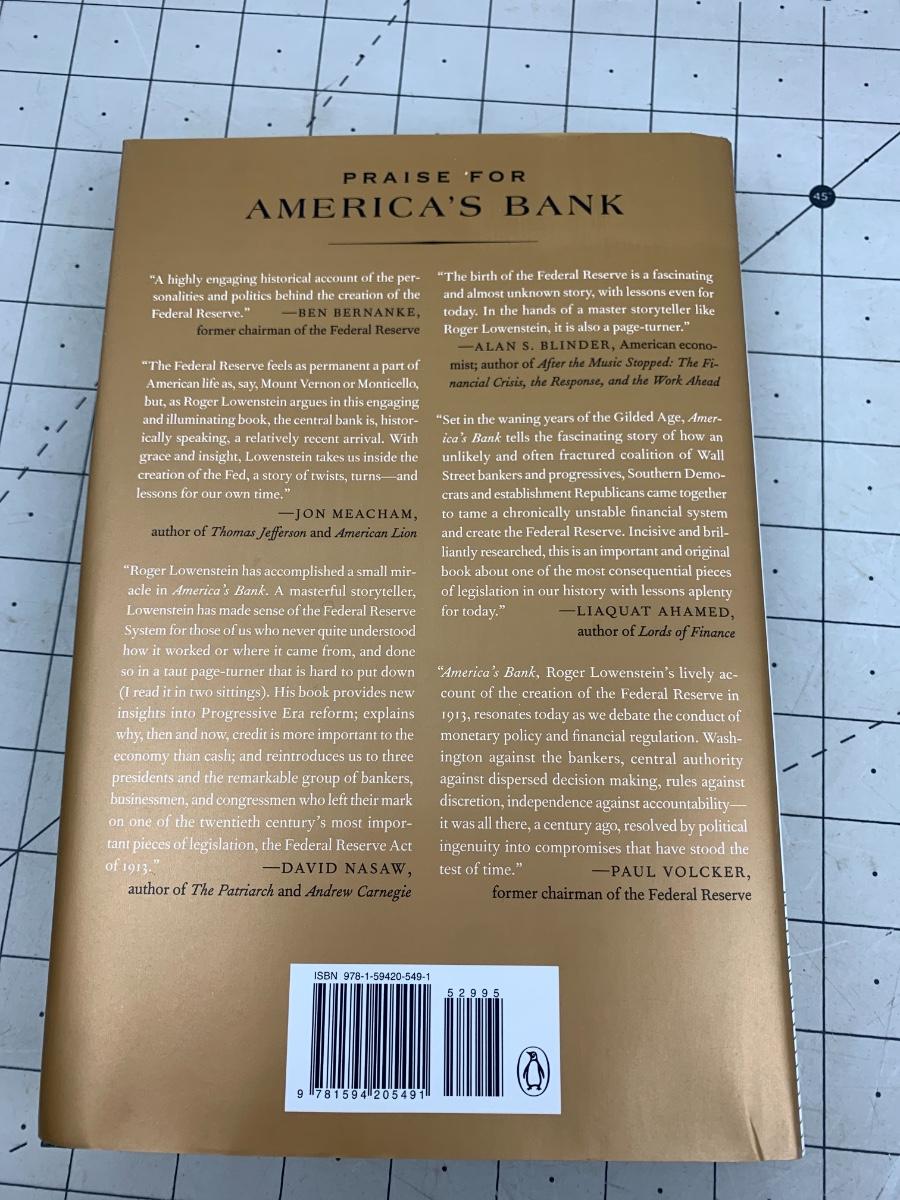 PRAISE FOR
AMERICA'S BANK
“A highly engaging historical account of the per-
sonalities and politics behind the creation of the
Federal Reserve.” —BEN BERNANKE,
former chairman of the Federal Reserve
“The Federal Reserve feels as permanent a part of
American life as, say, Mount Vernon or Monticello,
but, as Roger Lowenstein argues in this engaging
and illuminating book, the central bank is, histor-
ically speaking, a relatively recent arrival. With
grace and insight, Lowenstein takes us inside the
creation of the Fed, a story of twists, turns—and
lessons for our own time.”
—JON MEACHAM,
author of Thomas Jefferson and American Lion
“Roger Lowenstein has accomplished a small mir-
acle in America's Bank. A masterful storyteller,
Lowenstein has made sense of the Federal Reserve
System for those of us who never quite understood
how it worked or where it came from, and done
so in a taut page-turner that is hard to put down
(I read it in two sittings). His book provides new
insights into Progressive Era reform; explains
why, then and now, credit is more important to the
economy than cash; and reintroduces us to three
presidents and the remarkable group of bankers,
businessmen, and congressmen who left their mark
on one of the twentieth century's most impor-
tant pieces of legislation, the Federal Reserve Act
of 1913.” —DAVID NASAW,
author of The Patriarch and Andrew Carnegie
“The birth of the Federal Reserve is a fascinating
and almost unknown story, with lessons even for
today. In the hands of a master storyteller like
Roger Lowenstein, it is also a page-turner.”
—ALAN S. BLINDER, American econo-
mist; author of After the Music Stopped: The Fi-
nancial Crisis, the Response, and the Work Ahead
“Set in the waning years of the Gilded Age, Amer-
ica's Bank tells the fascinating story of how an
unlikely and often fractured coalition of Wall
Street bankers and progressives, Southern Demo-
crats and establishment Republicans came together
to tame a chronically unstable financial system
and create the Federal Reserve. Incisive and bril-
liantly researched, this is an important and original
book about one of the most consequential pieces
of legislation in our history with lessons aplenty
for today.” —LIAQUAT AHAMED,
author of Lords of Finance
“America's Bank, Roger Lowenstein's lively ac-
count of the creation of the Federal Reserve in
1913, resonates today as we debate the conduct of
monetary policy and financial regulation. Wash-
ington against the bankers, central authority
against dispersed decision making, rules against
discretion, independence against accountability—
it was all there, a century ago, resolved by political
ingenuity into compromises that have stood the
test of time.” —PAUL VOLCKER,
former chairman of the Federal Reserve
ISBN 978-1-59420-549-1
52995
9 781594 205491
45°